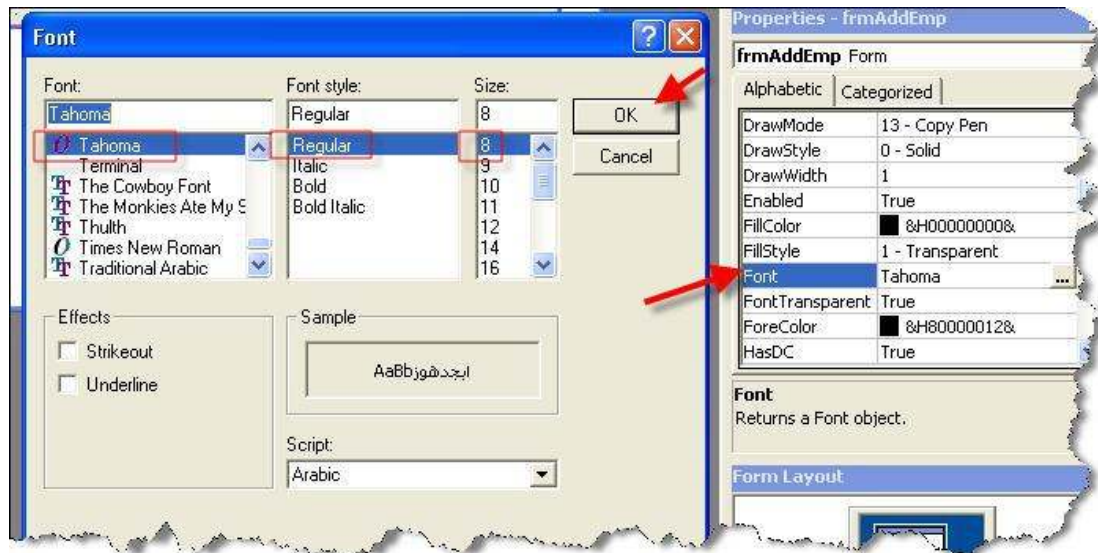 Font
Font:
Tahoma
Tahoma
Terminal
The Cowboy Font
The Monkies Ate My S
Thulth
Times New Roman
Traditional Arabic
Font style:
Regular
Regular
Italic
Bold
Bold Italic
Size:
8
8
9
10
11
12
14
16
OK
Cancel
Effects
Strikeout
Underline
Sample
AaBbابجدهوز
Script:
Arabic
Properties - frmAddEmp
frmAddEmp Form
Alphabetic Categorized
DrawMode 13 - Copy Pen
DrawStyle 0 - Solid
DrawWidth 1
Enabled True
FillColor &H00000000&
FillStyle 1 - Transparent
Font Tahoma ...
FontTransparent True
ForeColor &H80000012&
HasDC True
Font
Returns a Font object.
Form Layout